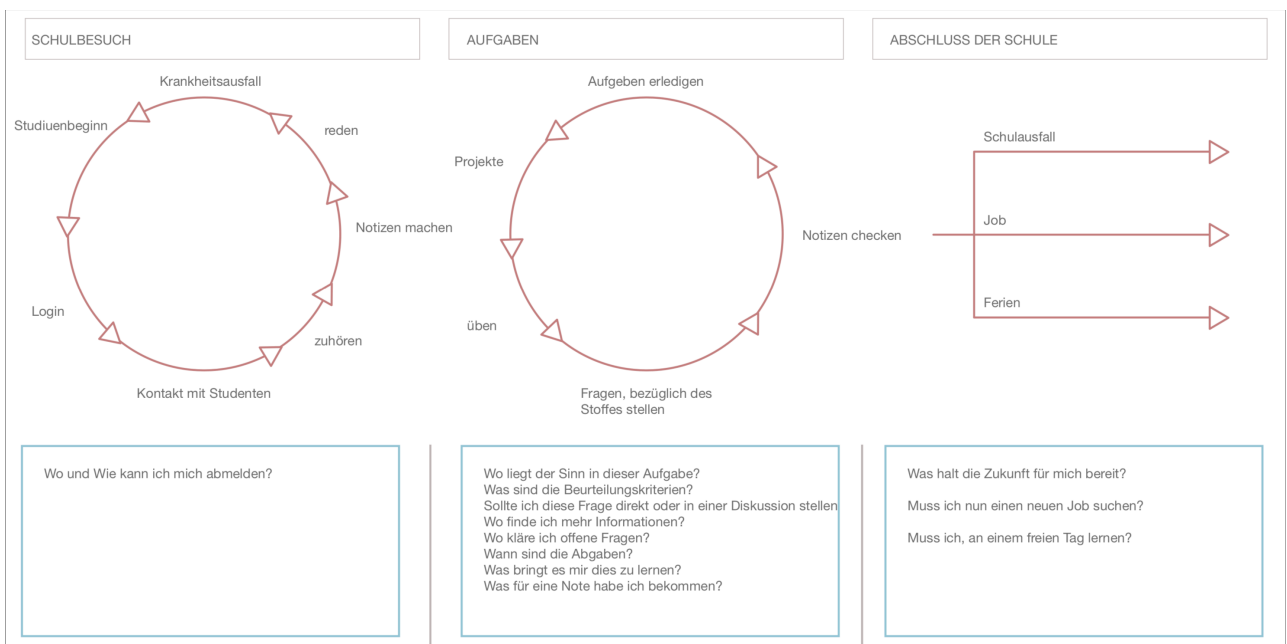 SCHULBESUCH
Krankheitsausfall
Studiuenbeginn
reden
Notizen machen
Login
zuhören
Kontakt mit Studenten
AUFGABEN
Aufgeben erledigen
Projekte
Notizen checken
üben
Fragen, bezüglich des
Stoffes stellen
ABSCHLUSS DER SCHULE
Schulausfall
Job
Ferien
Wo und Wie kann ich mich abmelden?
Wo liegt der Sinn in dieser Aufgabe?
Was sind die Beurteilungskriterien?
Sollte ich diese Frage direkt oder in einer Diskussion stellen
Wo finde ich mehr Informationen?
Wo kläre ich offene Fragen?
Wann sind die Abgaben?
Was bringt es mir dies zu lernen?
Was für eine Note habe ich bekommen?
Was halt die Zukunft für mich bereit?
Muss ich nun einen neuen Job suchen?
Muss ich, an einem freien Tag lernen?